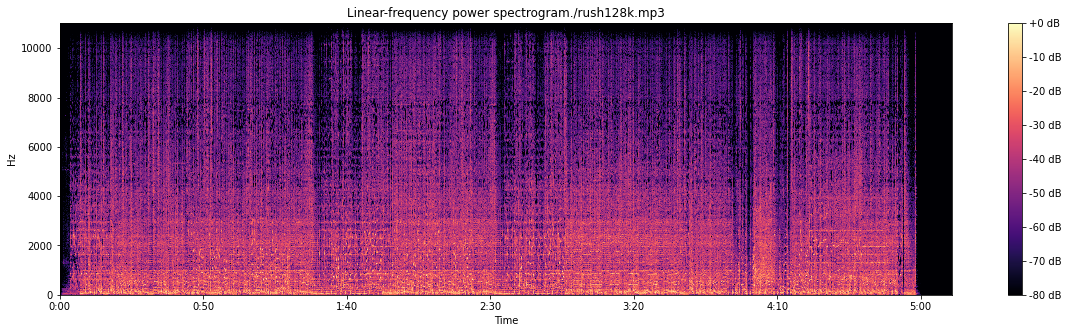 Linear-frequency power spectrogram./rush128k.mp3
10000
8000
6000
4000
2000
0
Hz
0:00 0:50 1:40 2:30 3:20 4:10 5:00
Time
+0 dB
-10 dB
-20 dB
-30 dB
-40 dB
-50 dB
-60 dB
-70 dB
-80 dB